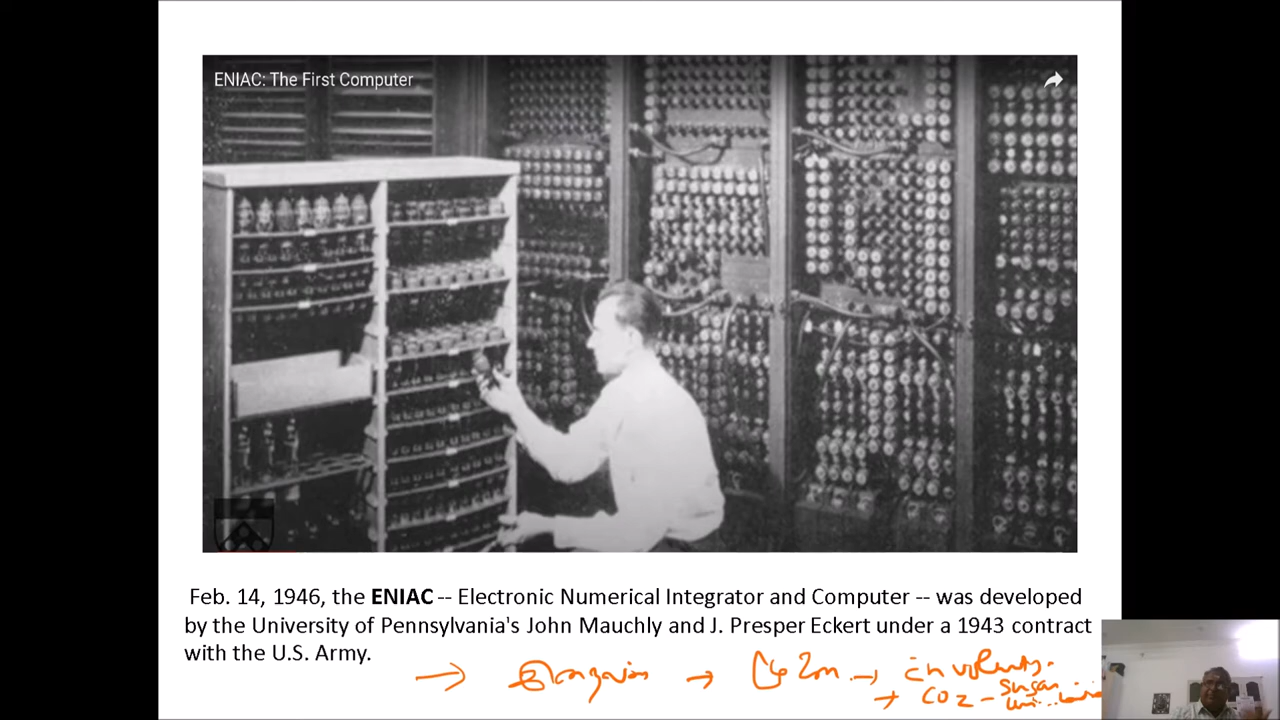 ENIAC: The First Computer
Feb. 14, 1946, the ENIAC -- Electronic Numerical Integrator and Computer -- was developed
by the University of Pennsylvania's John Mauchly and J. Presper Eckert under a 1943 contract
with the U.S. Army.
→ → →
→ CO2 -